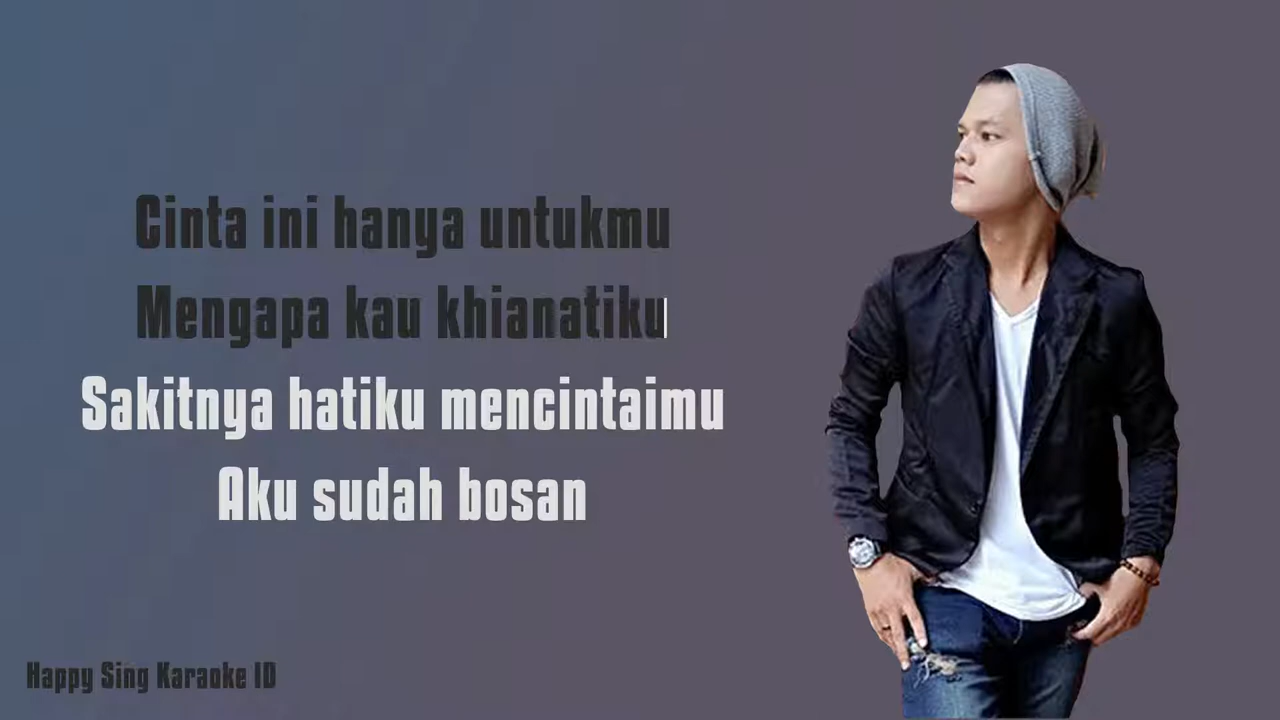 Cinta ini hanya untukmu
Mengapa kau khianatiku
Sakitnya hatiku mencintaimu
Aku sudah bosan
Happy Sing Karaoke ID